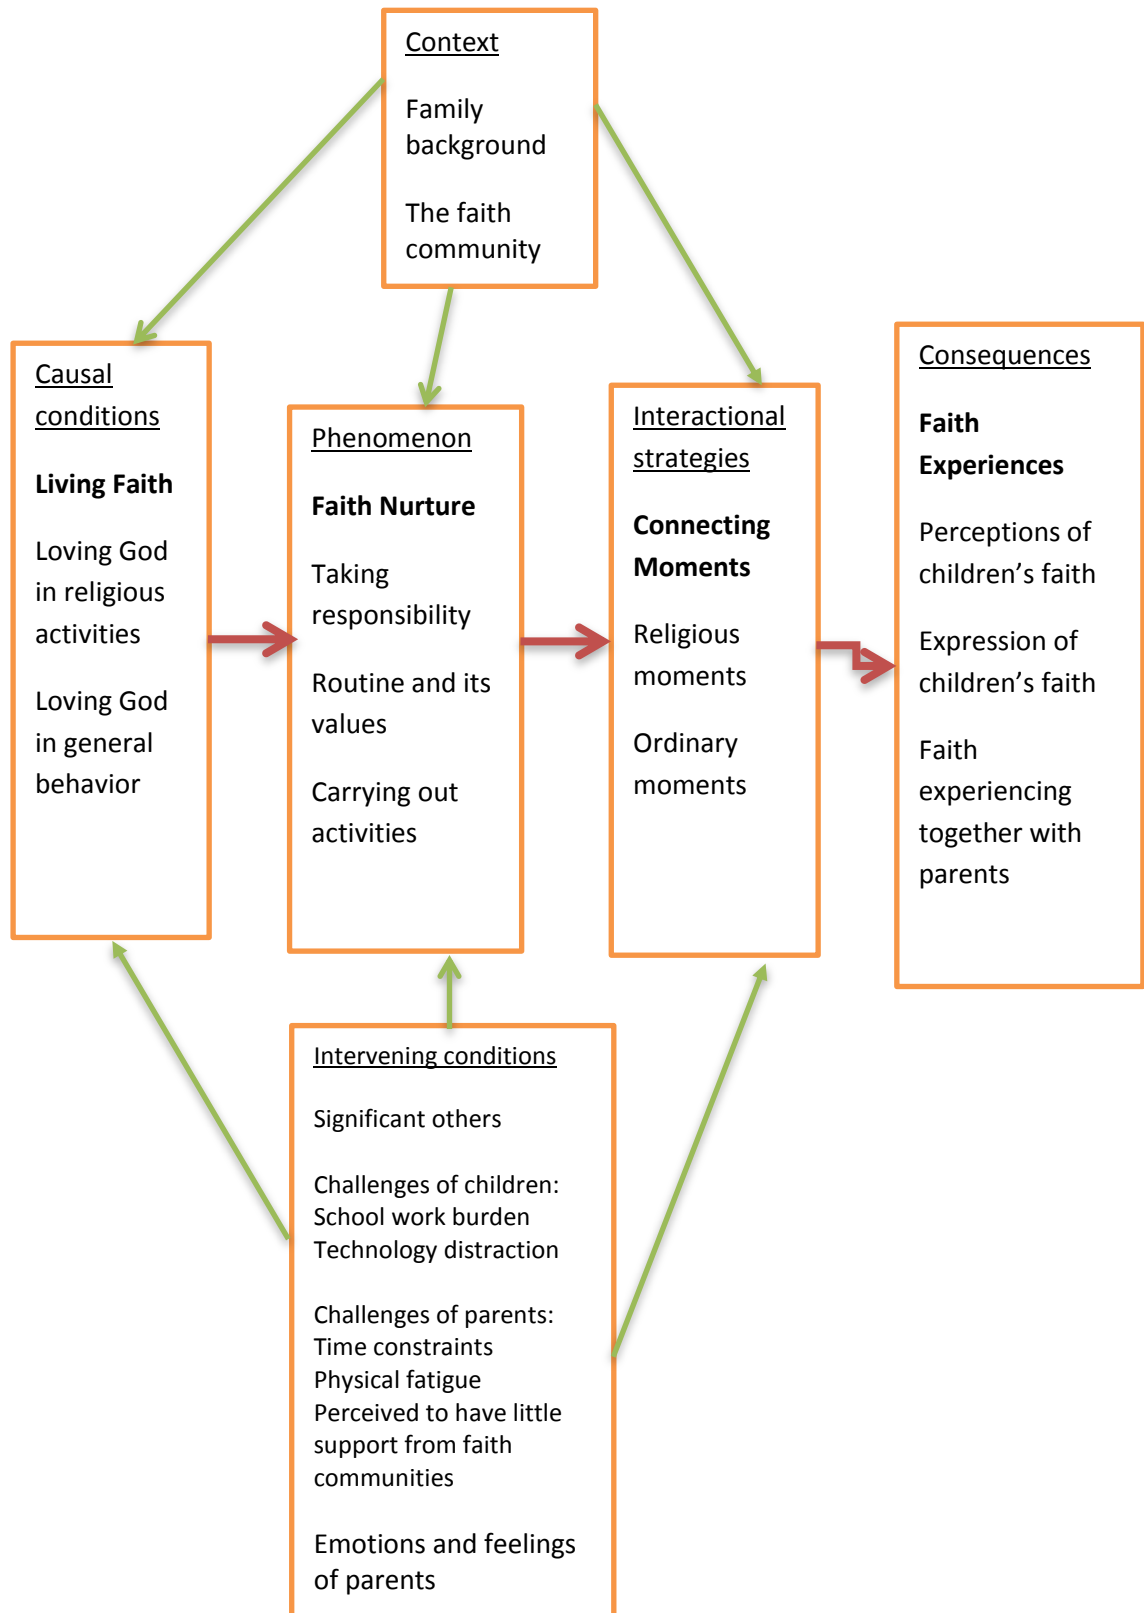 Context
Family
background
The faith
community
Causal
conditions
Living Faith
Loving God
in religious
activities
Loving God
in general
behavior
Phenomenon
Faith Nurture
Taking
responsibility
Routine and its
values
Carrying out
activities
Interactional
strategies
Connecting
Moments
Religious
moments
Ordinary
moments
Consequences
Faith
Experiences
Perceptions of
children’s faith
Expression of
children’s faith
Faith
experiencing
together with
parents
Intervening conditions
Significant others
Challenges of children:
School work burden
Technology distraction
Challenges of parents:
Time constraints
Physical fatigue
Perceived to have little
support from faith
communities
Emotions and feelings
of parents